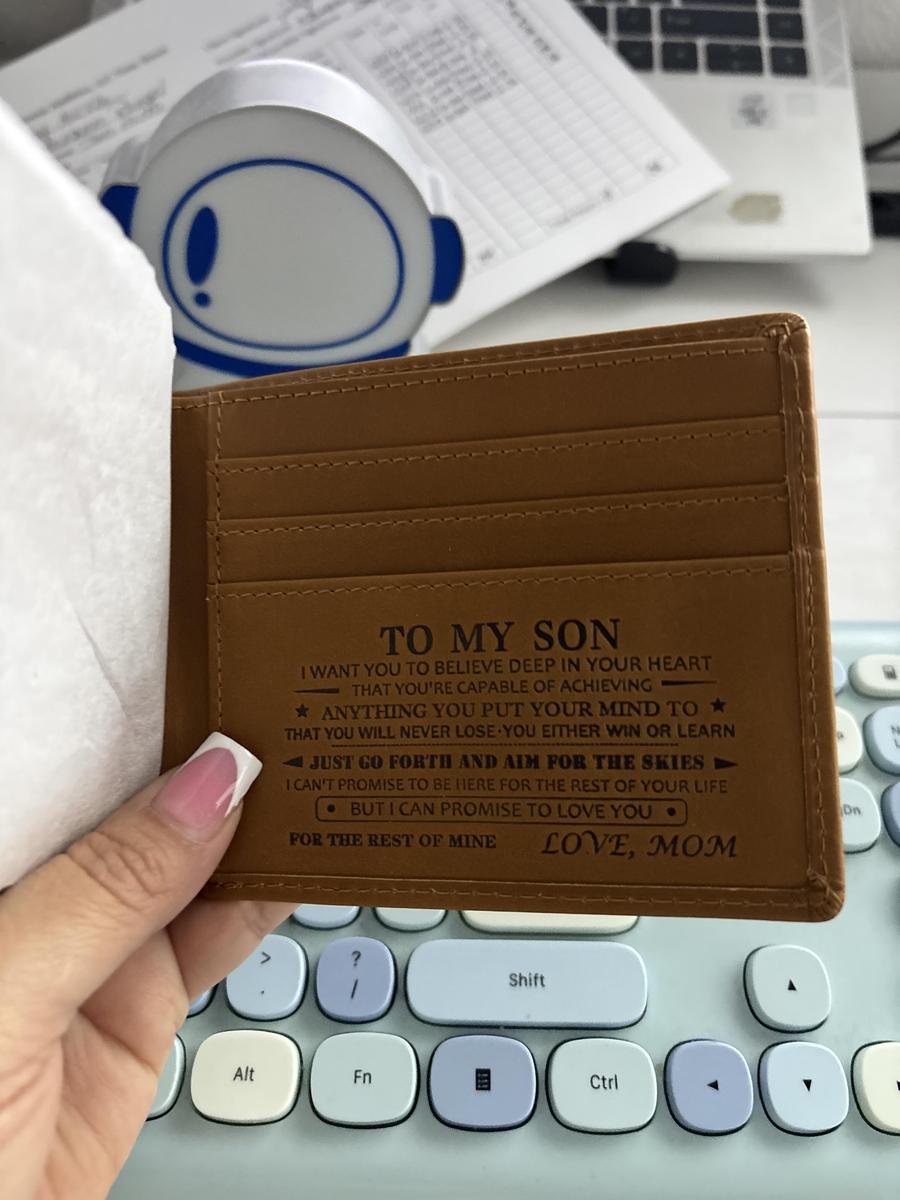 TO MY SON
I WANT YOU TO BELIEVE DEEP IN YOUR HEART
THAT YOU'RE CAPABLE OF ACHIEVING
ANYTHING YOU PUT YOUR MIND TO
THAT YOU WILL NEVER LOSE·YOU EITHER WIN OR LEARN
JUST GO FORTH AND AIM FOR THE SKIES
I CAN'T PROMISE TO BE HERE FOR THE REST OF YOUR LIFE
BUT I CAN PROMISE TO LOVE YOU
FOR THE REST OF MINE LOVE, MOM
> ?
. /
Shift
Alt Fn Ctrl